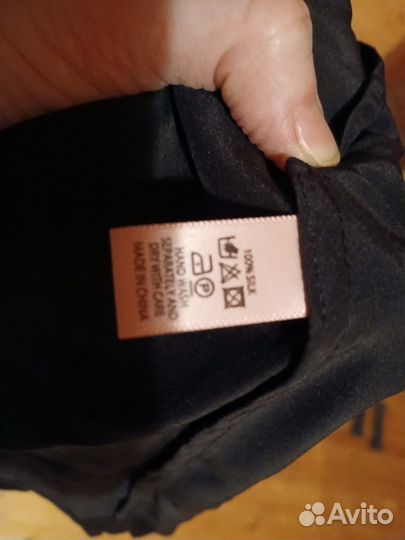 100% SILK
P
HAND WASH
SEPARATELY AND
DRY WITH CARE
MADE IN CHINA
Avito